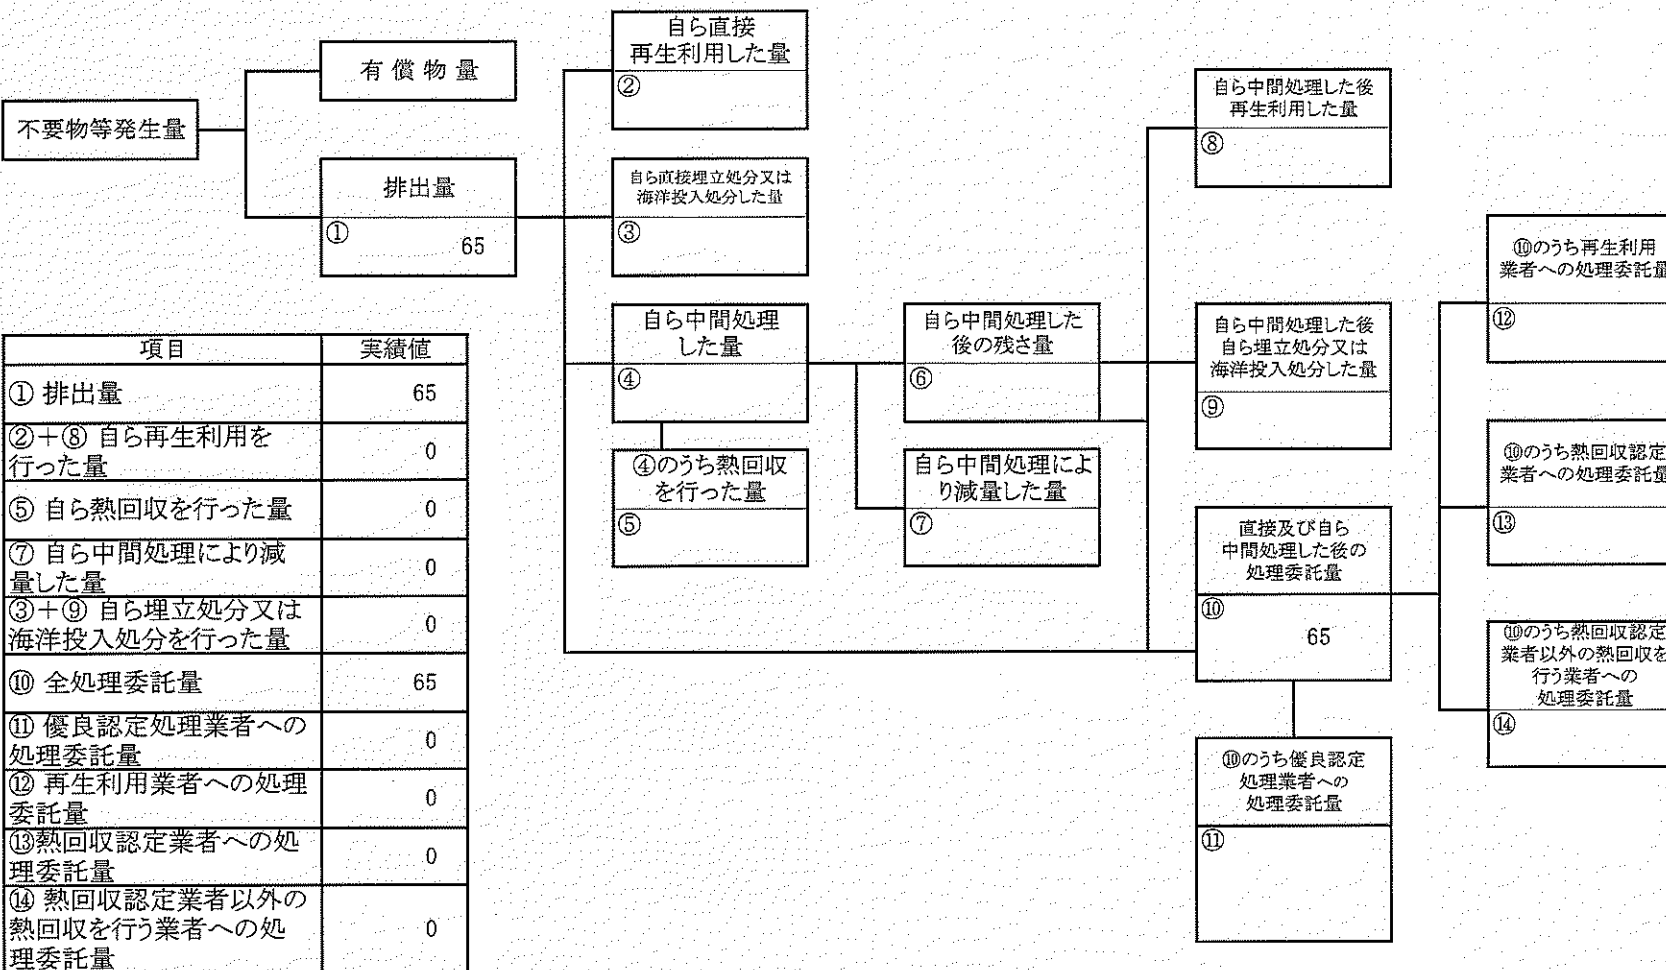 不要物等発生量
有償物量
排出量
①
65
自ら直接
再生利用した量
②
自ら直接埋立処分又は
海洋投入処分した量
③
自ら中間処理
した量
④
④のうち熱回収
を行った量
⑤
自ら中間処理した
後の残さ量
⑥
自ら中間処理によ
り減量した量
⑦
自ら中間処理した後
再生利用した量
⑧
自ら中間処理した後
自ら埋立処分又は
海洋投入処分した量
⑨
直接及び自ら
中間処理した後の
処理委託量
⑩
65
⑩のうち優良認定
処理業者への
処理委託量
⑪
⑩のうち再生利用
業者への処理委託量
⑫
⑩のうち熱回収認定
業者への処理委託量
⑬
⑩のうち熱回収認定
業者以外の熱回収を
行う業者への
処理委託量
⑭
項目 実績値
① 排出量 65
②+⑧ 自ら再生利用を
行った量 0
⑤ 自ら熱回収を行った量 0
⑦ 自ら中間処理により減
量した量 0
③+⑨ 自ら埋立処分又は
海洋投入処分を行った量 0
⑩ 全処理委託量 65
⑪ 優良認定処理業者への
処理委託量 0
⑫ 再生利用業者への処理
委託量 0
⑬熱回収認定業者への処
理委託量 0
⑭ 熱回収認定業者以外の
熱回収を行う業者への処
理委託量 0